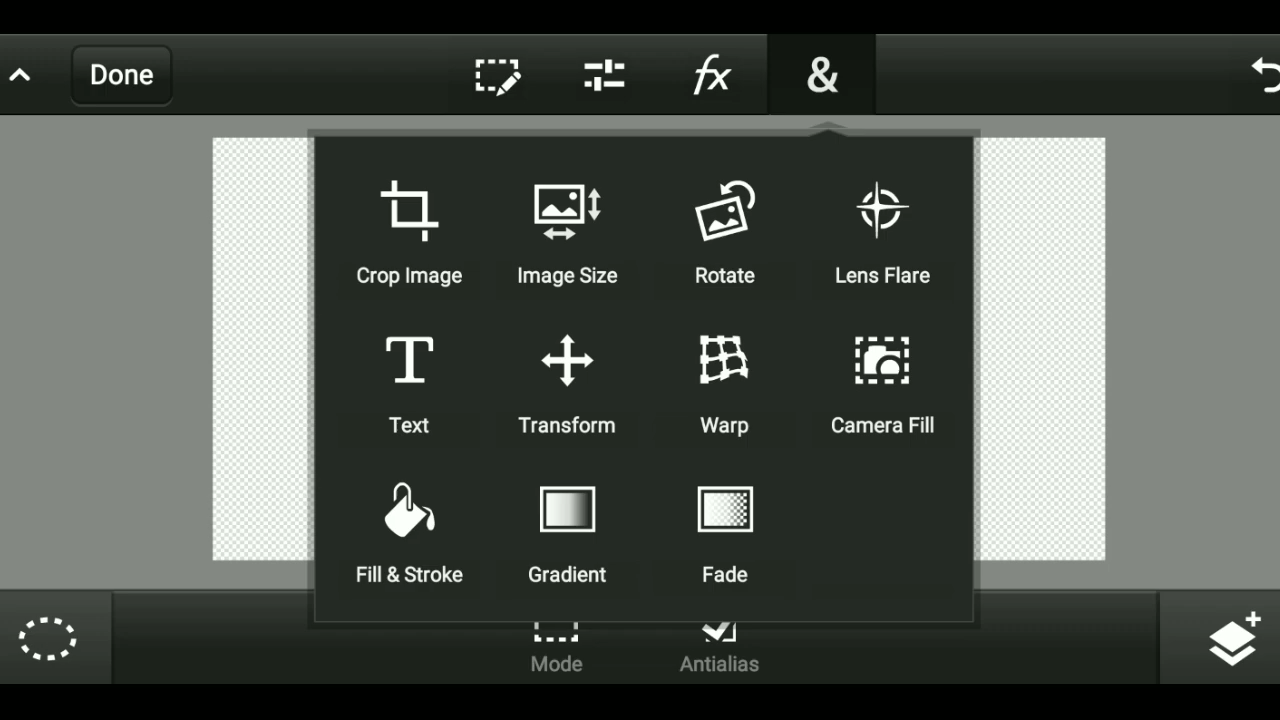 Done
fx
&
Crop Image
Image Size
Rotate
Lens Flare
T
Text
Transform
Warp
Camera Fill
Fill & Stroke
Gradient
Fade
Mode
Antialias